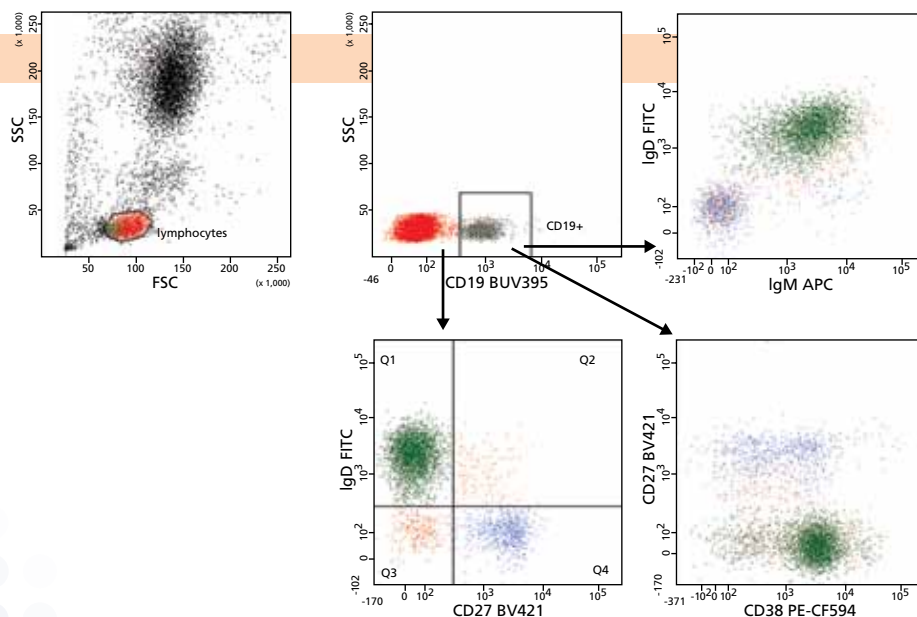 (x 1,000)
250
200
150
100
50
SSC
lymphocytes
50
100
150
200
250
FSC
(x 1,000)
(x 1,000)
250
200
150
100
50
SSC
CD19+
-46
0
10²
10³
10⁴
10⁵
CD19 BUV395
10⁵
10⁴
10³
10²
0
-102
IgD FITC
-231
-10² 0 10²
10³
10⁴
10⁵
IgM APC
Q1
Q2
Q3
Q4
10⁵
10⁴
10³
10²
0
-102
IgD FITC
-170
0
10²
10³
10⁴
10⁵
CD27 BV421
10⁵
10⁴
10³
10²
0
-170
CD27 BV421
-371
-10² 0 10²
10³
10⁴
10⁵
CD38 PE-CF594